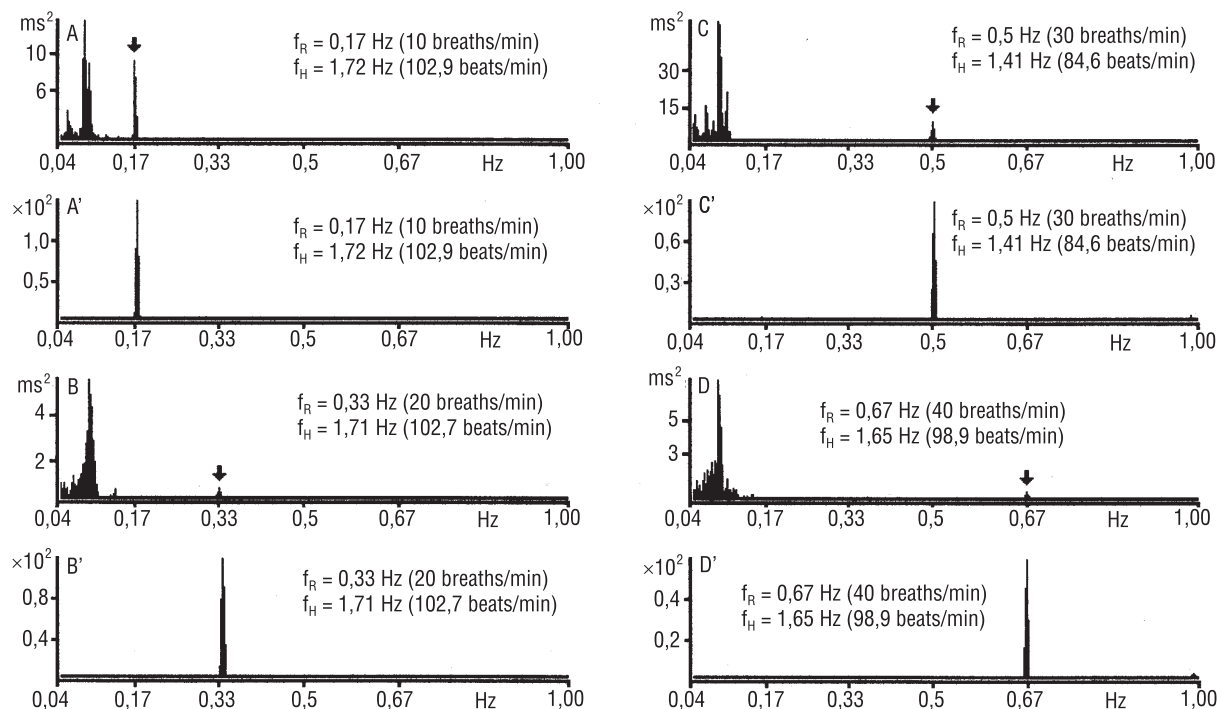 ms²
A
10
6
f_R = 0,17 Hz (10 breaths/min)
f_H = 1,72 Hz (102,9 beats/min)
0,04 0,17 0,33 0,5 0,67 Hz 1,00
×10²
A’
1,0
0,5
f_R = 0,17 Hz (10 breaths/min)
f_H = 1,72 Hz (102,9 beats/min)
0,04 0,17 0,33 0,5 0,67 Hz 1,00
ms²
B
4
2
f_R = 0,33 Hz (20 breaths/min)
f_H = 1,71 Hz (102,7 beats/min)
0,04 0,17 0,33 0,5 0,67 Hz 1,00
×10²
B’
0,8
0,4
f_R = 0,33 Hz (20 breaths/min)
f_H = 1,71 Hz (102,7 beats/min)
0,04 0,17 0,33 0,5 0,67 Hz 1,00
ms²
C
30
15
f_R = 0,5 Hz (30 breaths/min)
f_H = 1,41 Hz (84,6 beats/min)
0,04 0,17 0,33 0,5 0,67 Hz 1,00
×10²
C’
0,6
0,3
f_R = 0,5 Hz (30 breaths/min)
f_H = 1,41 Hz (84,6 beats/min)
0,04 0,17 0,33 0,5 0,67 Hz 1,00
ms²
D
5
3
f_R = 0,67 Hz (40 breaths/min)
f_H = 1,65 Hz (98,9 beats/min)
0,04 0,17 0,33 0,5 0,67 Hz 1,00
×10²
D’
0,4
0,2
f_R = 0,67 Hz (40 breaths/min)
f_H = 1,65 Hz (98,9 beats/min)
0,04 0,17 0,33 0,5 0,67 Hz 1,00